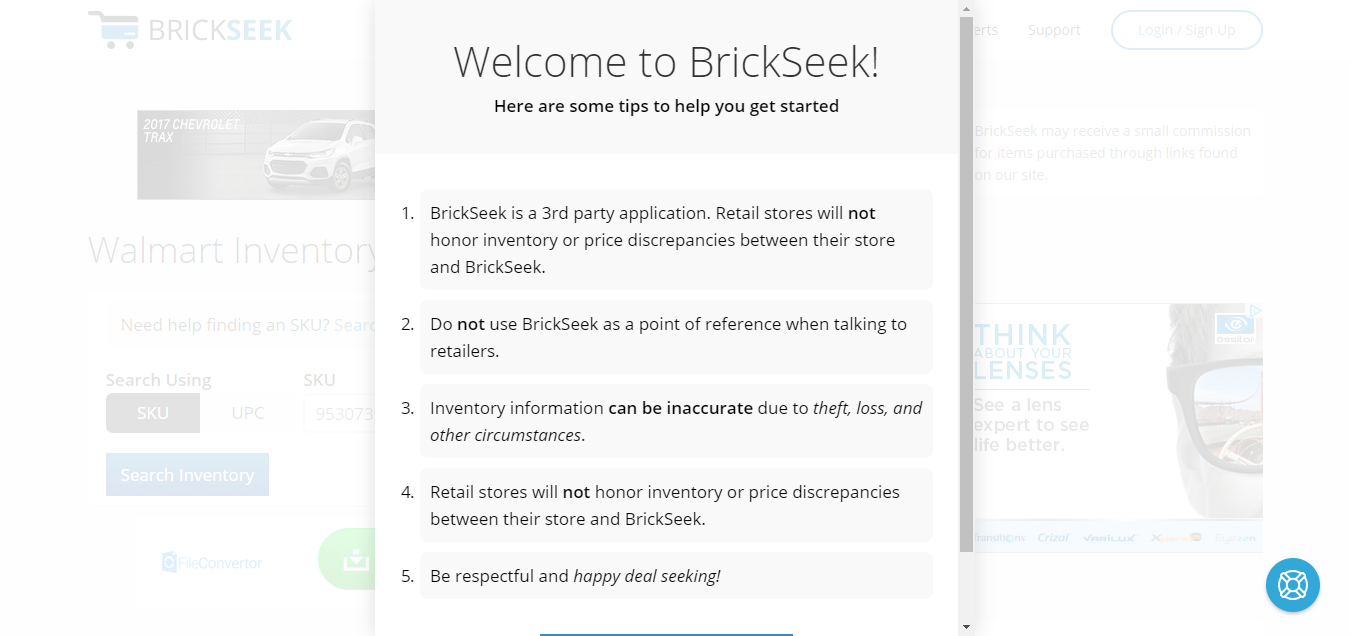 BRICKSEEK
erts
Support
Login / Sign Up
Welcome to BrickSeek!
Here are some tips to help you get started
2017 CHEVROLET
TRAX
BrickSeek may receive a small commission
for items purchased through links found
on our site.
1. BrickSeek is a 3rd party application. Retail stores will not
honor inventory or price discrepancies between their store
and BrickSeek.
Walmart Inventory
2. Do not use BrickSeek as a point of reference when talking to
retailers.
Need help finding an SKU? Searc
THINK
ABOUT YOUR
LENSES
essilor
See a lens
expert to see
life better.
Search Using
SKU
SKU
UPC
953073
3. Inventory information can be inaccurate due to theft, loss, and
other circumstances.
Search Inventory
4. Retail stores will not honor inventory or price discrepancies
between their store and BrickSeek.
Transitions Crizal VARILUX Xperio Eyezen
FileConvertor
5. Be respectful and happy deal seeking!